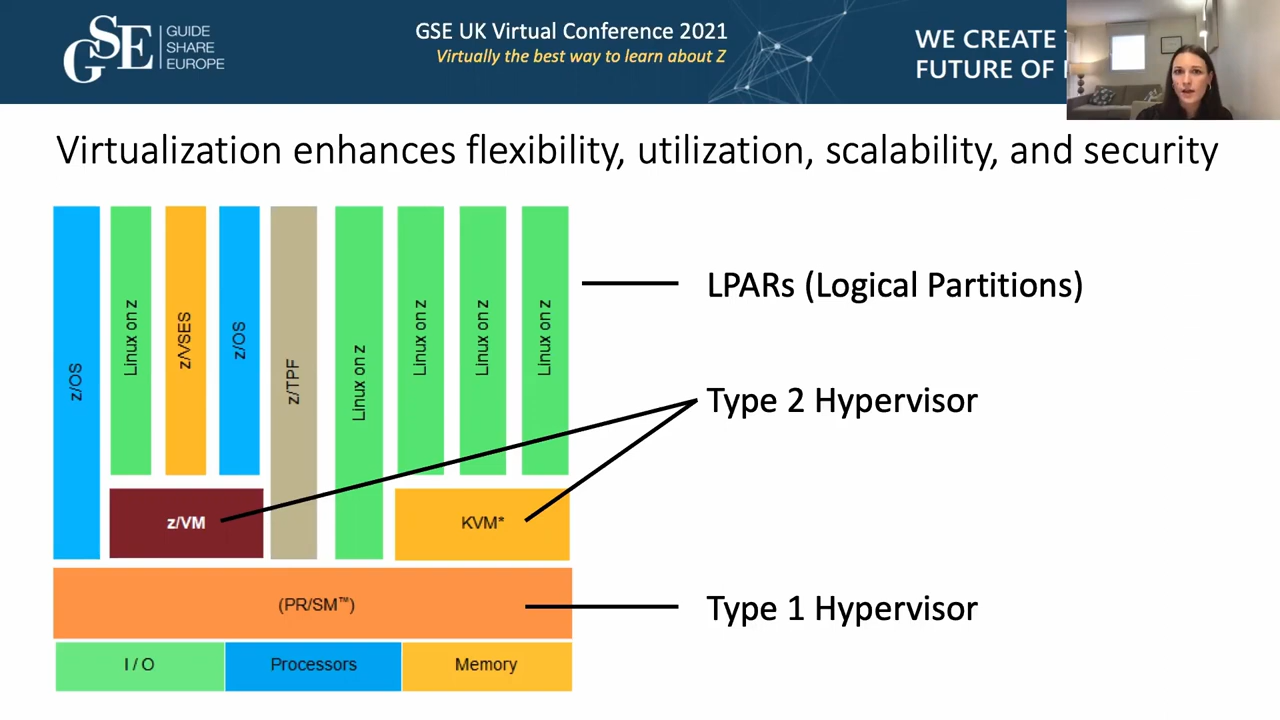 GSE
GUIDE
SHARE
EUROPE
GSE UK Virtual Conference 2021
Virtually the best way to learn about Z
WE CREATE
FUTURE OF
Virtualization enhances flexibility, utilization, scalability, and security
z/OS
Linux on z
z/VSES
z/OS
z/TPF
Linux on z
Linux on z
Linux on z
Linux on z
LPARs (Logical Partitions)
Type 2 Hypervisor
z/VM
KVM*
(PR/SM™)
Type 1 Hypervisor
I / O
Processors
Memory